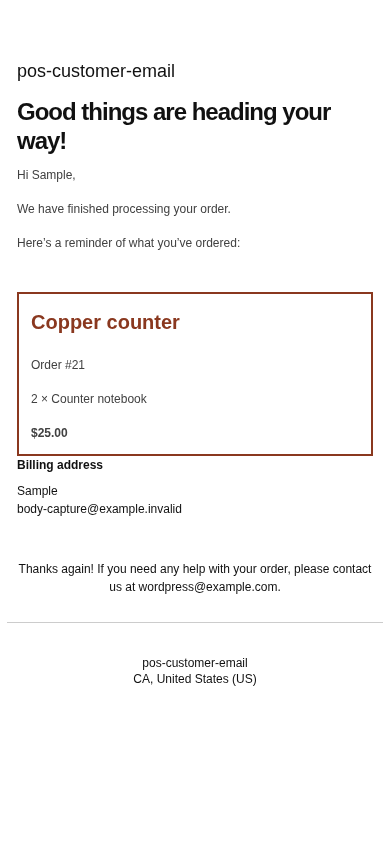 pos-customer-email
Good things are heading your
way!
Hi Sample,
We have finished processing your order.
Here’s a reminder of what you’ve ordered:
Copper counter
Order #21
2 × Counter notebook
$25.00
Billing address
Sample
body-capture@example.invalid
Thanks again! If you need any help with your order, please contact
us at wordpress@example.com.
pos-customer-email
CA, United States (US)